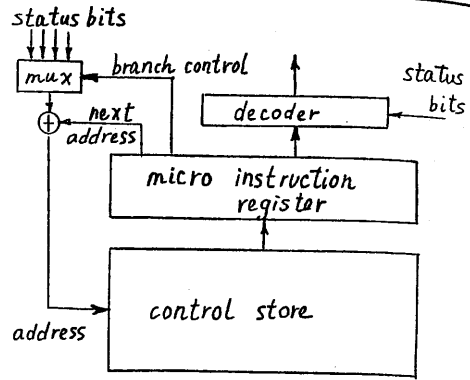 status bits
mux
branch control
next
address
decoder
status
bits
micro instruction
register
control store
address